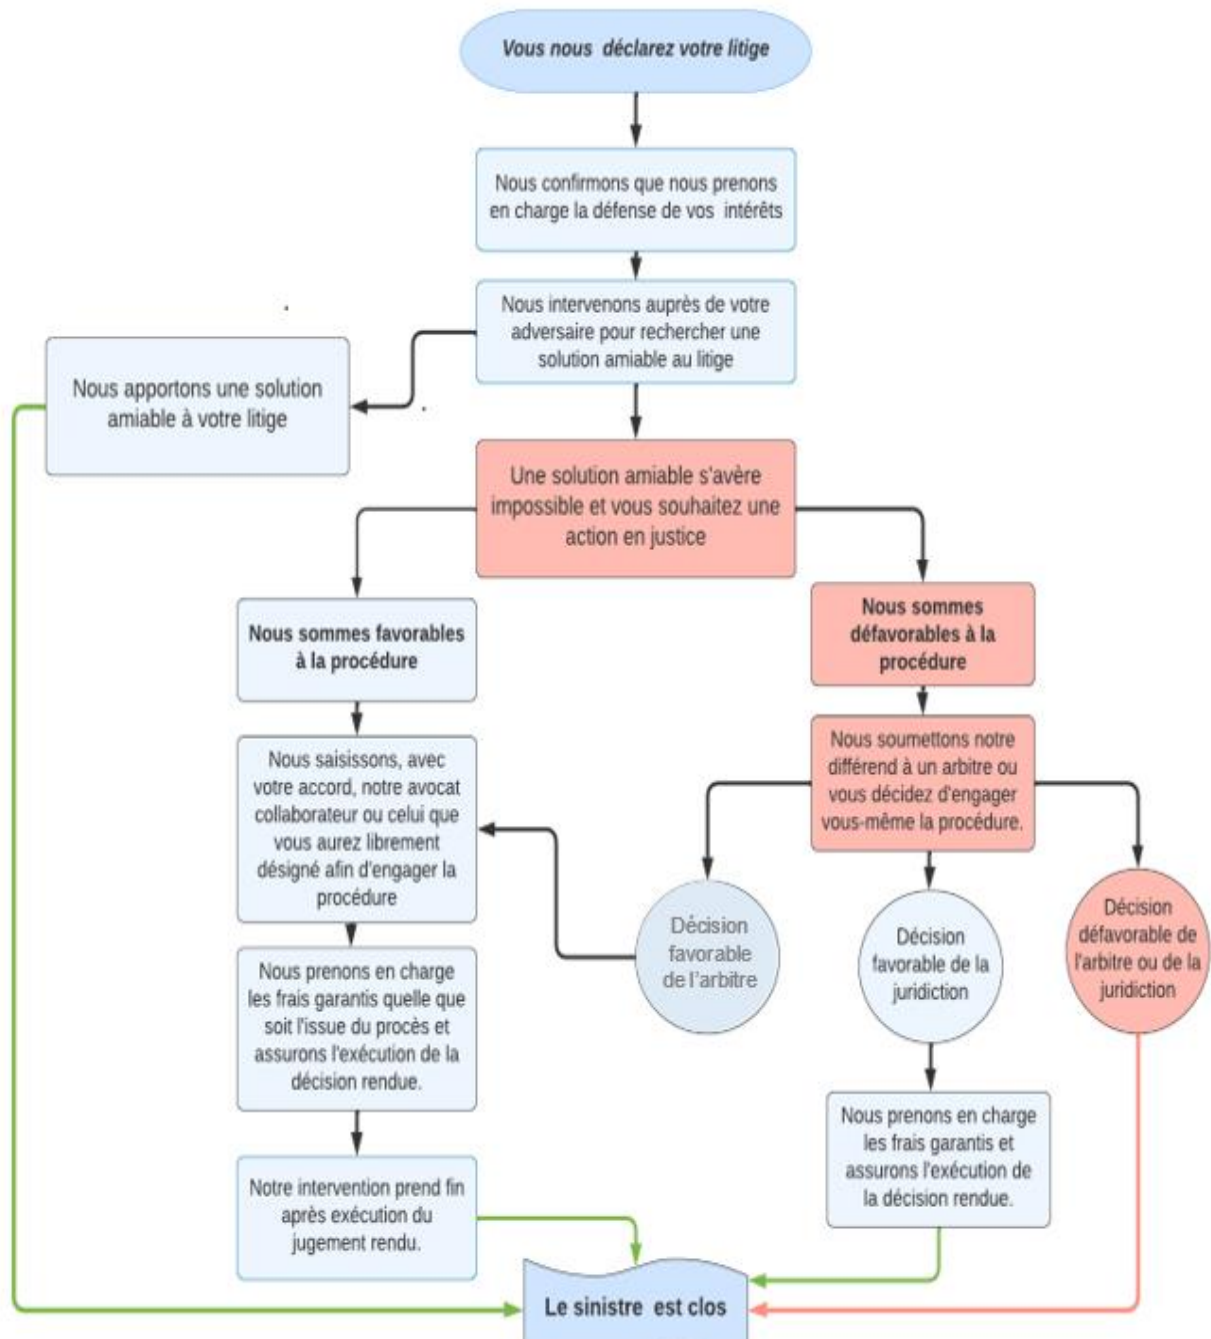 Vous nous déclarez votre litige
Nous confirmons que nous prenons
en charge la défense de vos intérêts
Nous intervenons auprès de votre
adversaire pour rechercher une
solution amiable au litige
Nous apportons une solution
amiable à votre litige
Une solution amiable s'avère
impossible et vous souhaitez une
action en justice
Nous sommes favorables
à la procédure
Nous sommes
défavorables à la
procédure
Nous saisissons, avec
votre accord, notre avocat
collaborateur ou celui que
vous aurez librement
désigné afin d'engager la
procédure
Nous soumettons notre
différend à un arbitre ou
vous décidez d'engager
vous-même la procédure.
Décision
favorable
de l'arbitre
Décision
favorable de la
juridiction
Décision
défavorable de
l'arbitre ou de la
juridiction
Nous prenons en charge
les frais garantis quelle que
soit l'issue du procès et
assurons l'exécution de la
décision rendue.
Nous prenons en charge
les frais garantis et
assurons l'exécution de
la décision rendue.
Notre intervention prend fin
après exécution du
jugement rendu.
Le sinistre est clos